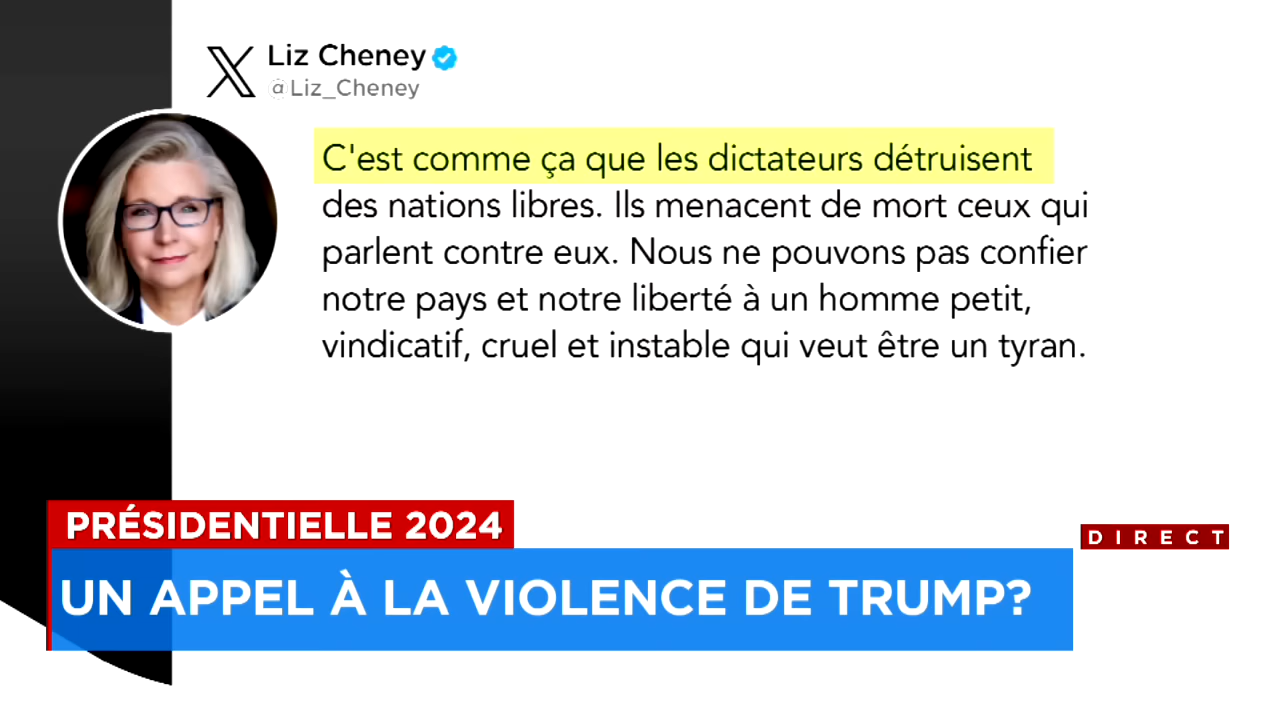 Liz Cheney
@Liz_Cheney
C'est comme ça que les dictateurs détruisent
des nations libres. Ils menacent de mort ceux qui
parlent contre eux. Nous ne pouvons pas confier
notre pays et notre liberté à un homme petit,
vindicatif, cruel et instable qui veut être un tyran.
PRÉSIDENTIELLE 2024
DIRECT
UN APPEL À LA VIOLENCE DE TRUMP?